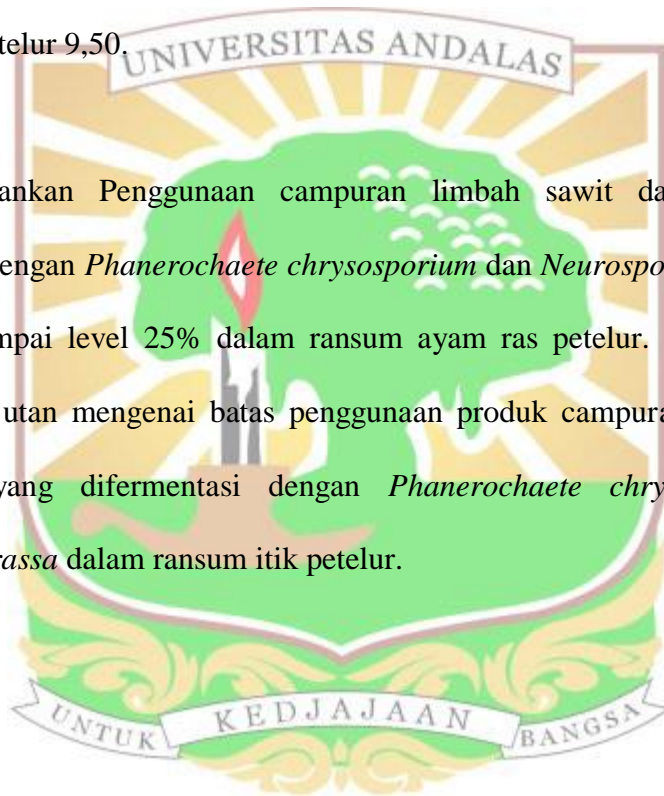 telur 9,50.
UNIVERSITAS ANDALAS
ankan Penggunaan campuran limbah sawit da
dengan Phanerochaete chrysosporium dan Neurospo
mpai level 25% dalam ransum ayam ras petelur.
utan mengenai batas penggunaan produk campura
yang difermentasi dengan Phanerochaete chry
rassa dalam ransum itik petelur.
UNTUK KEDJAJAAN BANGSA